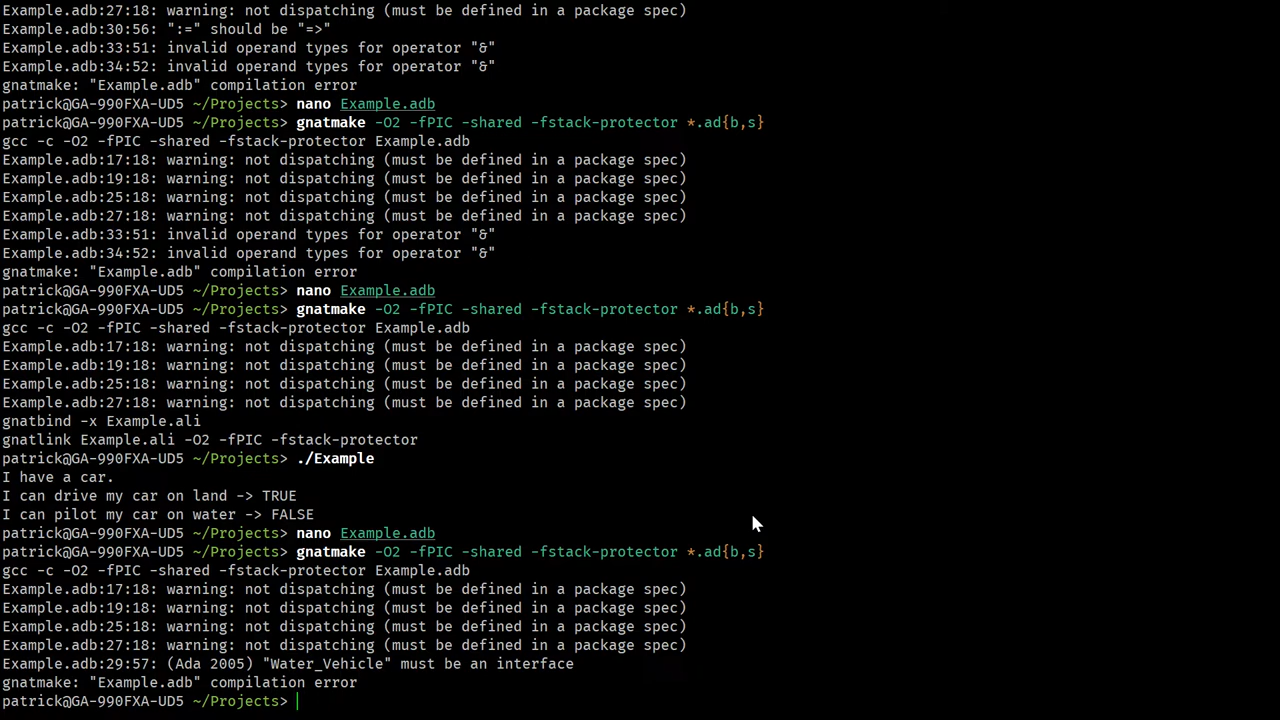 Example.adb:27:18: warning: not dispatching (must be defined in a package spec)
Example.adb:30:56: ":=" should be "=>"
Example.adb:33:51: invalid operand types for operator "&"
Example.adb:34:52: invalid operand types for operator "&"
gnatmake: "Example.adb" compilation error
patrick@GA-990FXA-UD5 ~/Projects> nano Example.adb
patrick@GA-990FXA-UD5 ~/Projects> gnatmake -O2 -fPIC -shared -fstack-protector *.ad{b,s}
gcc -c -O2 -fPIC -shared -fstack-protector Example.adb
Example.adb:17:18: warning: not dispatching (must be defined in a package spec)
Example.adb:19:18: warning: not dispatching (must be defined in a package spec)
Example.adb:25:18: warning: not dispatching (must be defined in a package spec)
Example.adb:27:18: warning: not dispatching (must be defined in a package spec)
Example.adb:33:51: invalid operand types for operator "&"
Example.adb:34:52: invalid operand types for operator "&"
gnatmake: "Example.adb" compilation error
patrick@GA-990FXA-UD5 ~/Projects> nano Example.adb
patrick@GA-990FXA-UD5 ~/Projects> gnatmake -O2 -fPIC -shared -fstack-protector *.ad{b,s}
gcc -c -O2 -fPIC -shared -fstack-protector Example.adb
Example.adb:17:18: warning: not dispatching (must be defined in a package spec)
Example.adb:19:18: warning: not dispatching (must be defined in a package spec)
Example.adb:25:18: warning: not dispatching (must be defined in a package spec)
Example.adb:27:18: warning: not dispatching (must be defined in a package spec)
gnatbind -x Example.ali
gnatlink Example.ali -O2 -fPIC -fstack-protector
patrick@GA-990FXA-UD5 ~/Projects> ./Example
I have a car.
I can drive my car on land -> TRUE
I can pilot my car on water -> FALSE
patrick@GA-990FXA-UD5 ~/Projects> nano Example.adb
patrick@GA-990FXA-UD5 ~/Projects> gnatmake -O2 -fPIC -shared -fstack-protector *.ad{b,s}
gcc -c -O2 -fPIC -shared -fstack-protector Example.adb
Example.adb:17:18: warning: not dispatching (must be defined in a package spec)
Example.adb:19:18: warning: not dispatching (must be defined in a package spec)
Example.adb:25:18: warning: not dispatching (must be defined in a package spec)
Example.adb:27:18: warning: not dispatching (must be defined in a package spec)
Example.adb:29:57: (Ada 2005) "Water_Vehicle" must be an interface
gnatmake: "Example.adb" compilation error
patrick@GA-990FXA-UD5 ~/Projects>